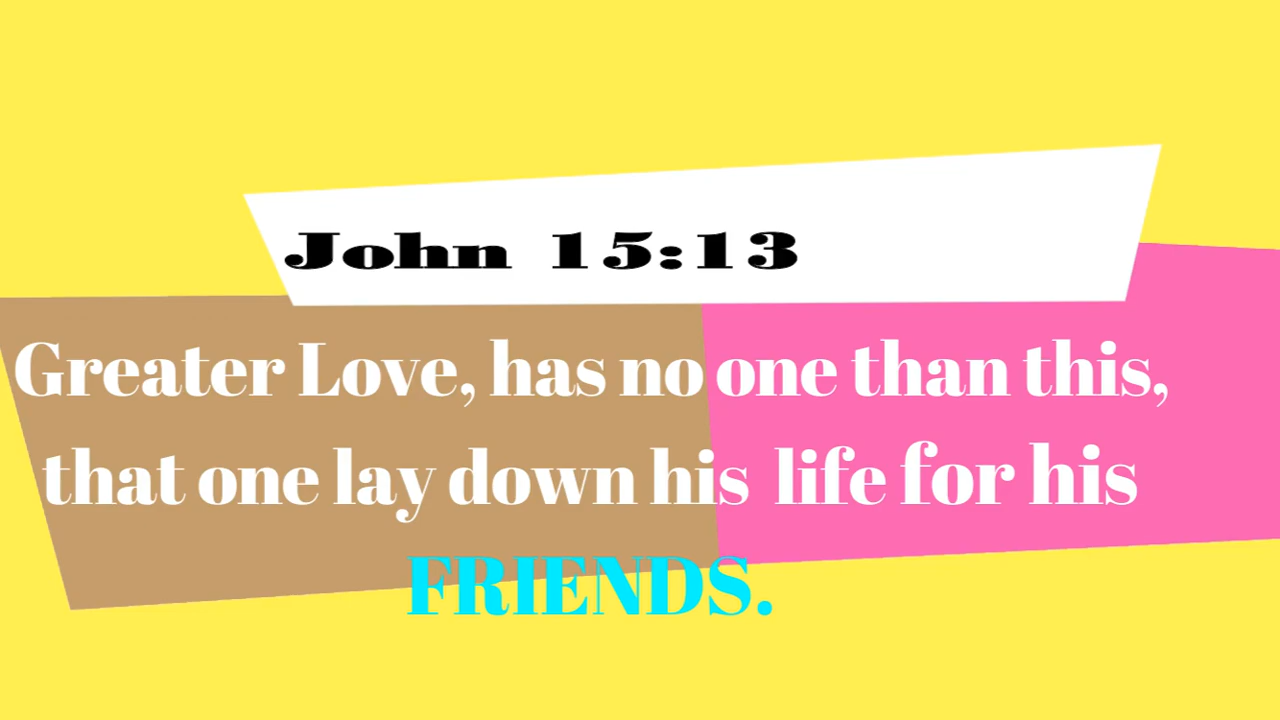 John 15:13
Greater Love, has no one than this,
that one lay down his life for his
FRIENDS.